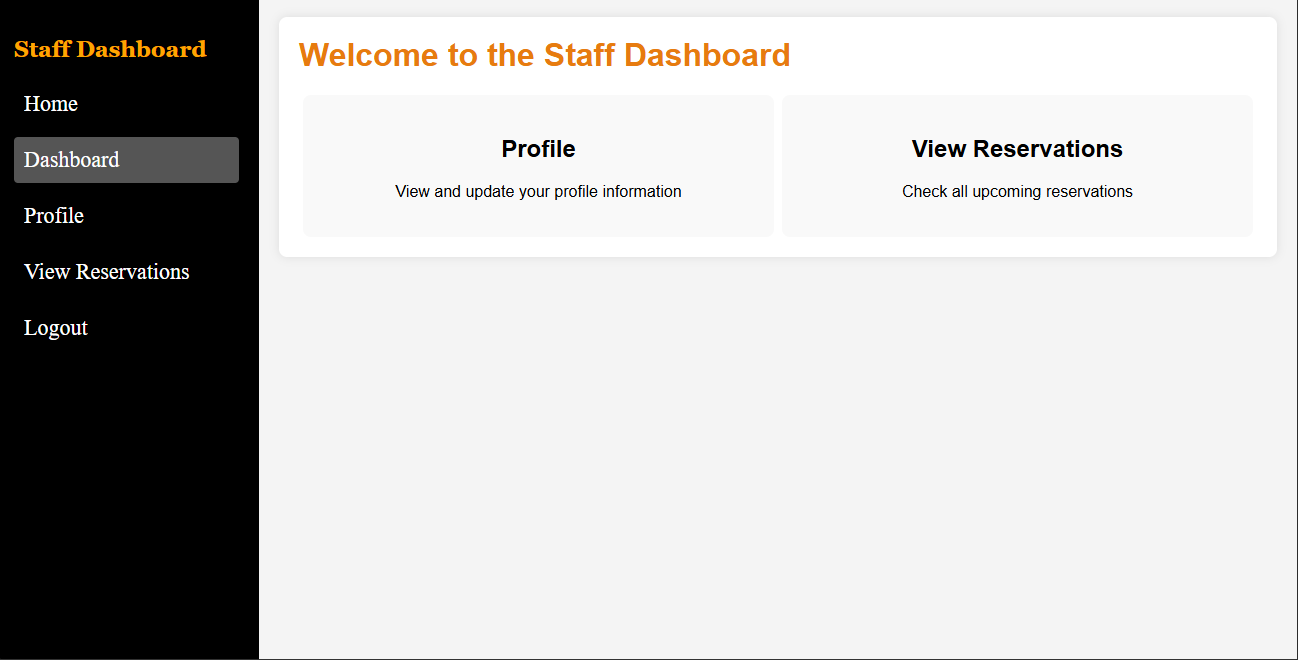 Staff Dashboard
Home
Dashboard
Profile
View Reservations
Logout
Welcome to the Staff Dashboard
Profile
View and update your profile information
View Reservations
Check all upcoming reservations